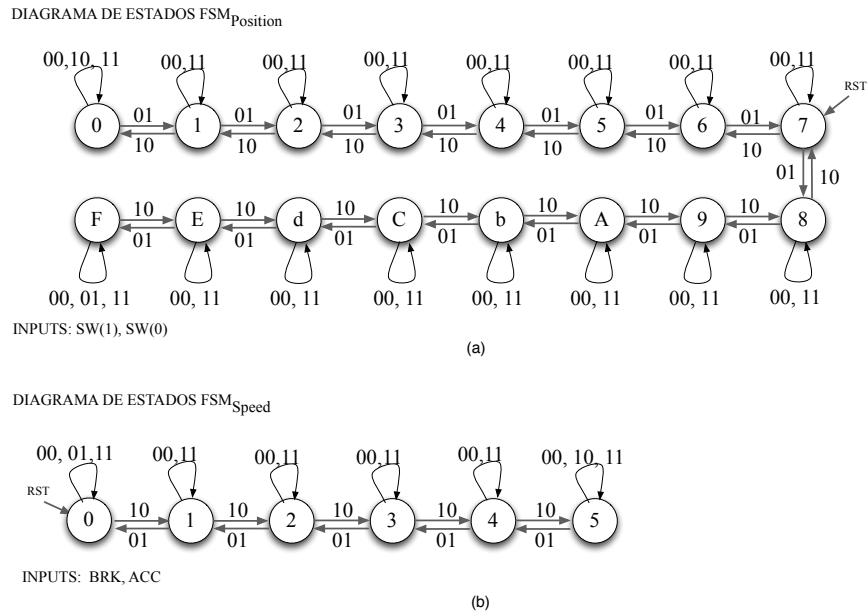 DIAGRAMA DE ESTADOS FSMPosition
00,10, 11 00,11 00,11 00,11 00,11 00,11 00,11 00,11
RST
01 01 01 01 01 01 01
0 1 2 3 4 5 6 7
10 10 10 10 10 10 10
01 10
10 10 10 10 10 10 10
F E d C b A 9 8
01 01 01 01 01 01 01
00, 01, 11 00, 11 00, 11 00, 11 00, 11 00, 11 00, 11 00, 11
INPUTS: SW(1), SW(0)
(a)
DIAGRAMA DE ESTADOS FSMSpeed
00, 01,11 00,11 00,11 00,11 00,11 00, 10, 11
RST
10 10 10 10 10
0 1 2 3 4 5
01 01 01 01 01
INPUTS: BRK, ACC
(b)